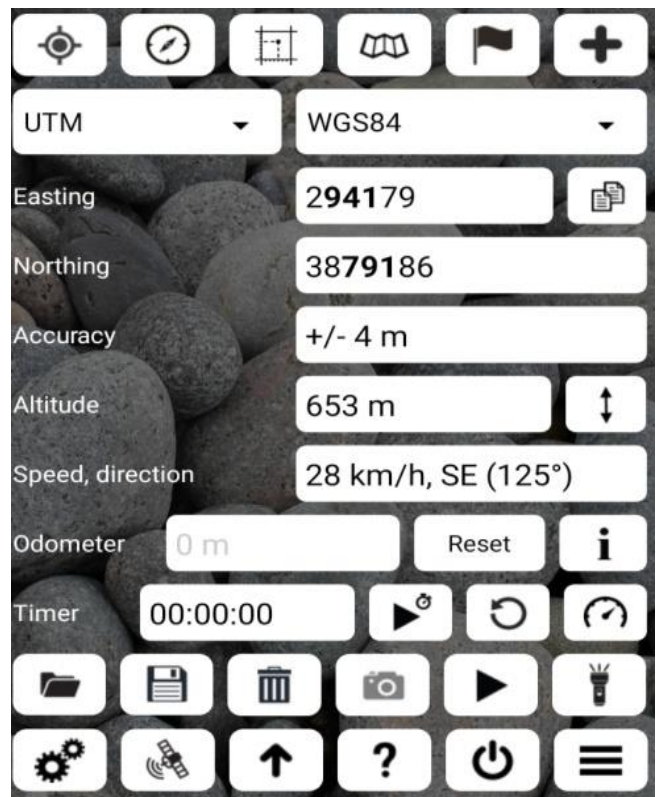 UTM WGS84
Easting 294179
Northing 3879186
Accuracy +/- 4 m
Altitude 653 m
Speed, direction 28 km/h, SE (125°)
Odometer 0 m Reset i
Timer 00:00:00
?